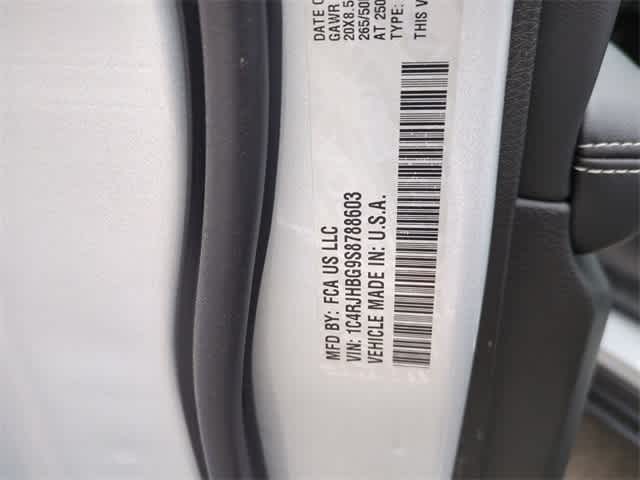 DATE O
GAWR
20X8.5
265/50
AT 250
TYPE:
THIS V
MFD BY: FCA US LLC
VIN: 1C4RJHBG9S8788603
VEHICLE MADE IN: U.S.A.